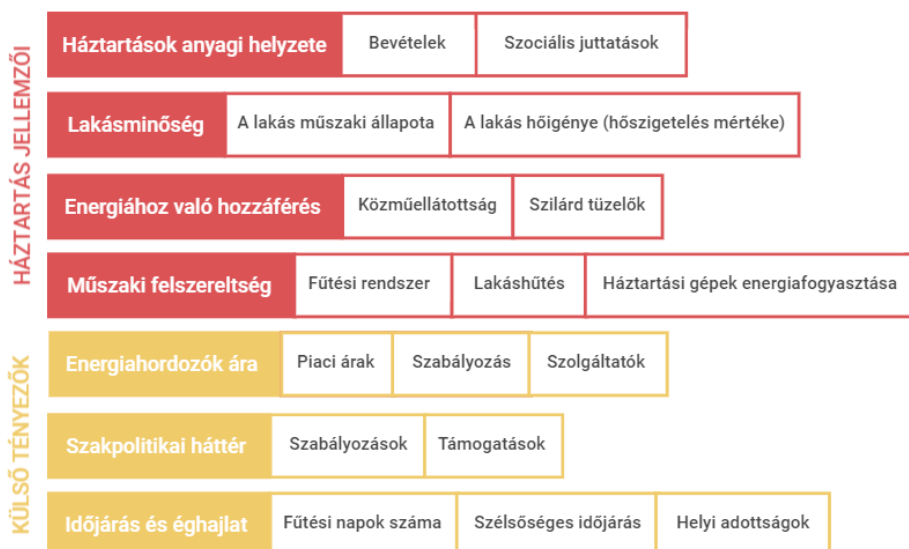 HÁZTARTÁS JELLEMZŐI
Háztartások anyagi helyzete Bevételek Szociális juttatások
Lakásminőség A lakás műszaki állapota A lakás hőigénye (hőszigetelés mértéke)
Energiához való hozzáférés Közműellátottság Szilárd tüzelők
Műszaki felszereltség Fűtési rendszer Lakáshűtés Háztartási gépek energiafogyasztása
KÜLSŐ TÉNYEZŐK
Energiahordozók ára Piaci árak Szabályozás Szolgáltatók
Szakpolitikai háttér Szabályozások Támogatások
Időjárás és éghajlat Fűtési napok száma Szélsőséges időjárás Helyi adottságok